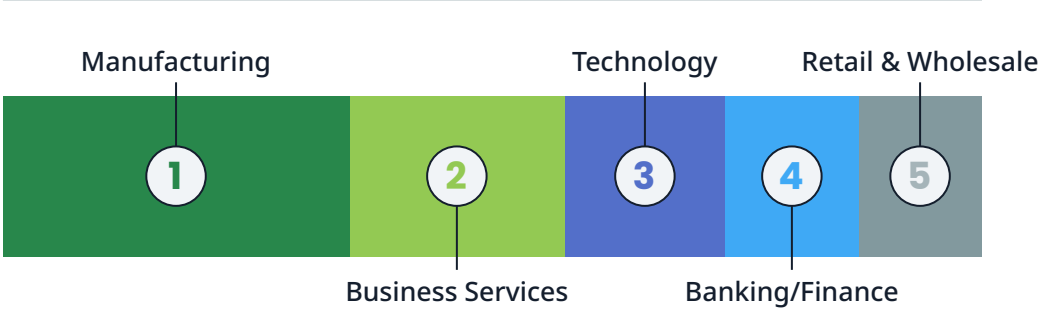 Manufacturing
Technology
Retail & Wholesale
1
2
3
4
5
Business Services
Banking/Finance